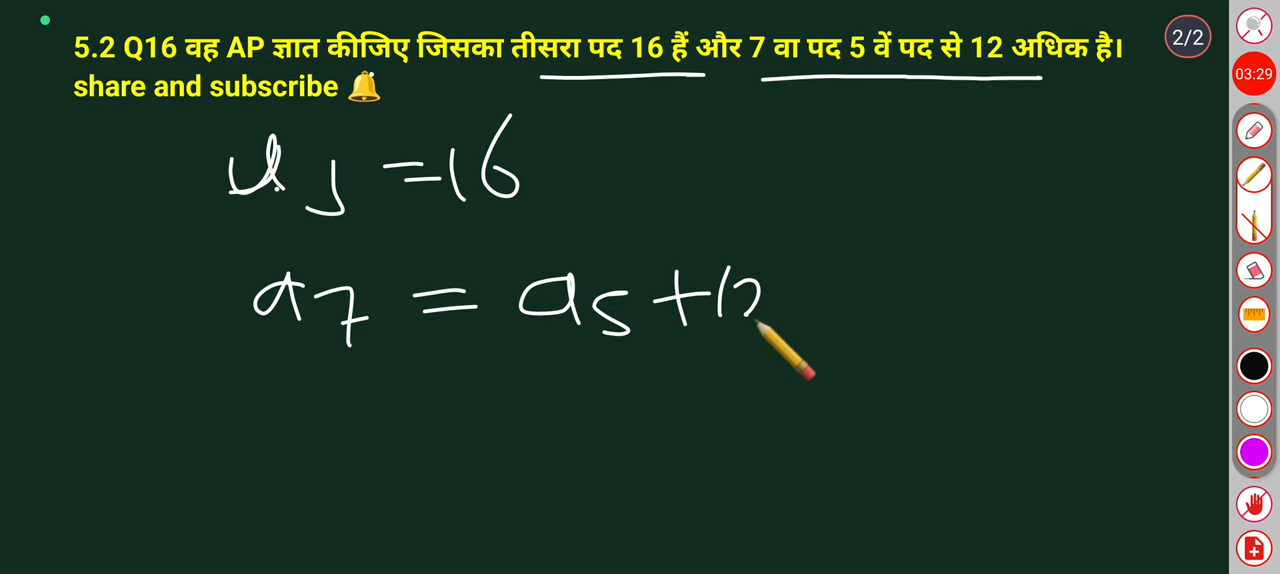 2/2
5.2 Q16 वह AP ज्ञात कीजिए जिसका तीसरा पद 16 हैं और 7 वा पद 5 वें पद से 12 अधिक है।
share and subscribe 🔔
03:29
a3 = 16
a7 = a5 + 12